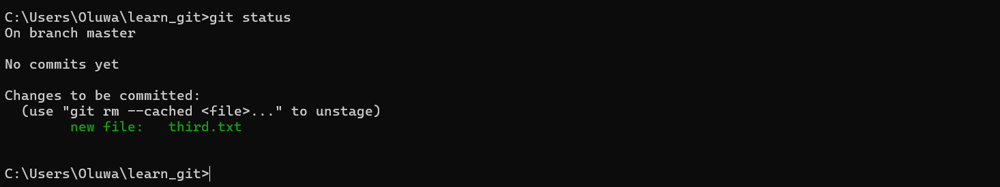 C:\Users\Oluwa\learn_git>git status
On branch master
No commits yet
Changes to be committed:
  (use "git rm --cached <file>..." to unstage)
        new file:   third.txt
C:\Users\Oluwa\learn_git>